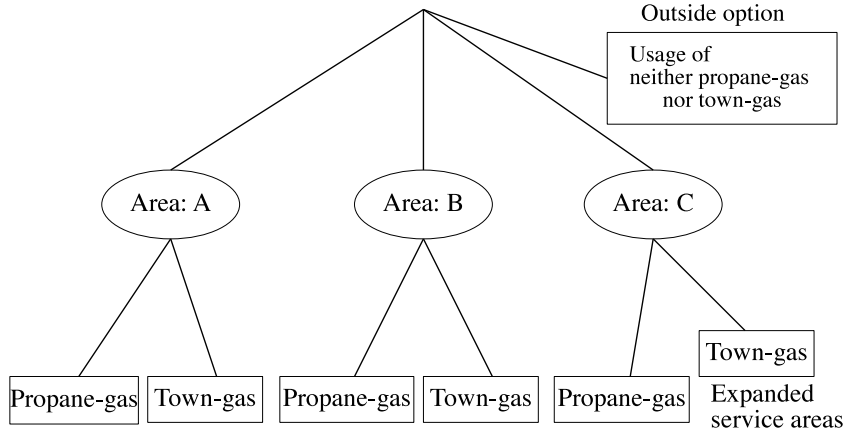 Outside option
Usage of
neither propane-gas
nor town-gas
Area: A
Area: B
Area: C
Propane-gas
Town-gas
Propane-gas
Town-gas
Propane-gas
Town-gas
Expanded
service areas